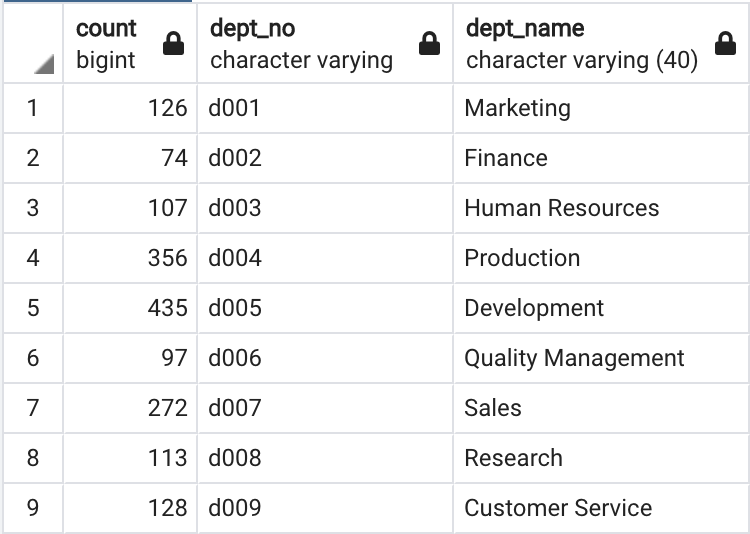 count dept_no dept_name
bigint character varying character varying (40)
1 126 d001 Marketing
2 74 d002 Finance
3 107 d003 Human Resources
4 356 d004 Production
5 435 d005 Development
6 97 d006 Quality Management
7 272 d007 Sales
8 113 d008 Research
9 128 d009 Customer Service